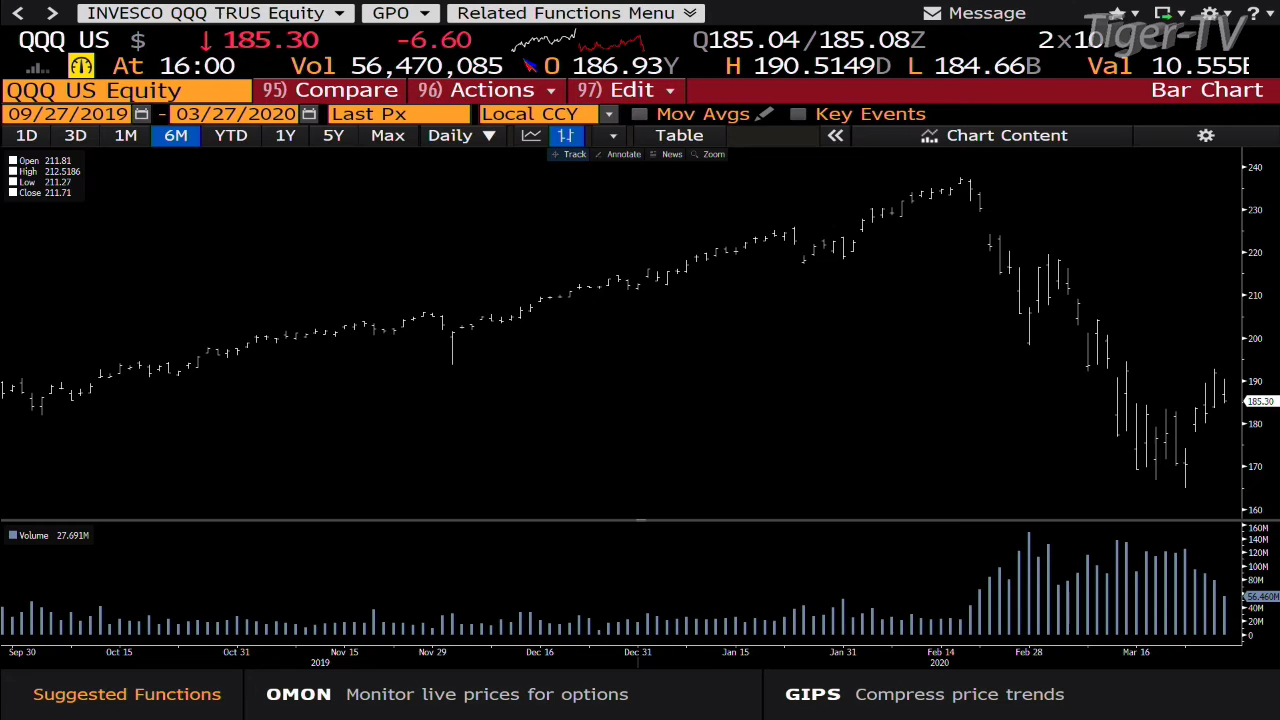 INVESCO QQQ TRUS Equity GPO Related Functions Menu Message ?
Tiger-TV
QQQ US $ ↓ 185.30 -6.60 Q185.04/185.08Z
At 16:00 Vol 56,470,085 O 186.93Y H 190.5149D L 184.66B Val 10.555
QQQ US Equity 95) Compare 96) Actions 97) Edit Bar Chart
09/27/2019 - 03/27/2020 Last Px Local CCY Mov Avgs Key Events
1D 3D 1M 6M YTD 1Y 5Y Max Daily ▼ Table « Chart Content
Track Annotate News Zoom
Open 211.81
High 212.5186
Low 211.27
Close 211.71
240
230
220
210
200
190
185.30
180
170
160
Volume 27.691M
160M
140M
120M
100M
80M
56.460M
40M
20M
0
Sep 30 Oct 15 Oct 31 Nov 15 Nov 29 Dec 16 Dec 31 Jan 15 Jan 31 Feb 14 Feb 28 Mar 16
2019 2020
Suggested Functions OMON Monitor live prices for options GIPS Compress price trends